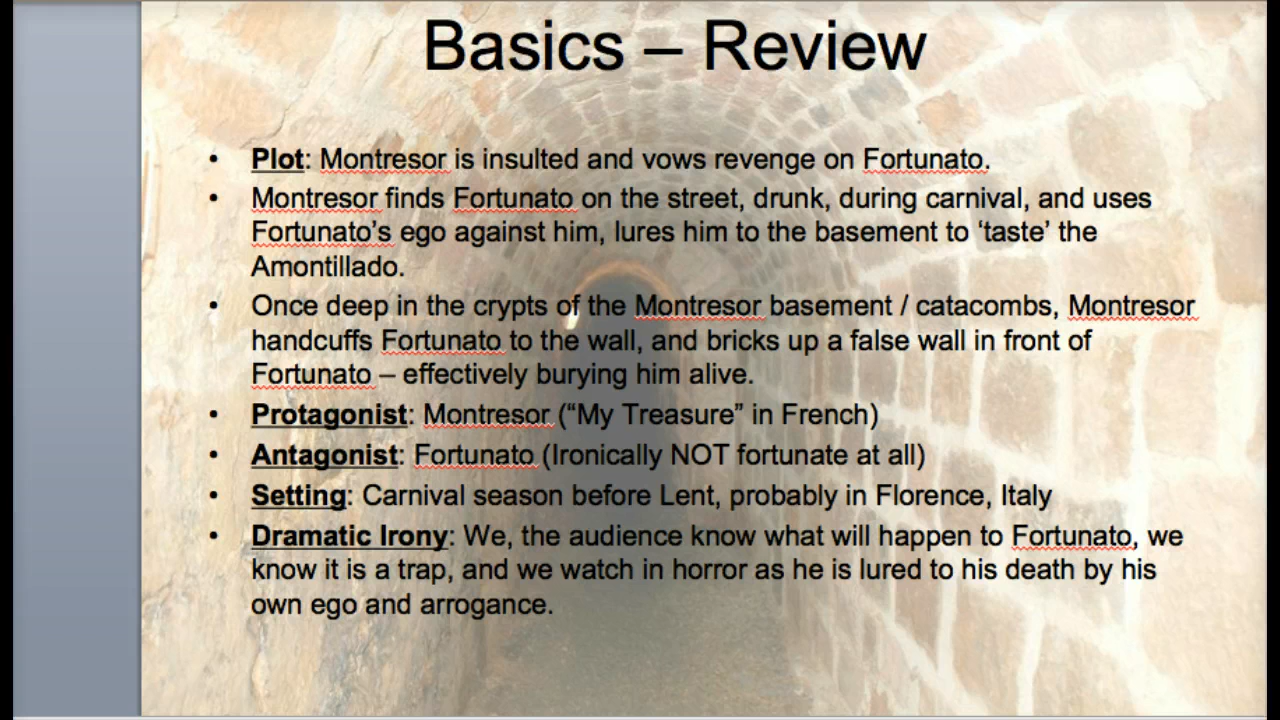 Basics – Review
• Plot: Montresor is insulted and vows revenge on Fortunato.
• Montresor finds Fortunato on the street, drunk, during carnival, and uses
Fortunato’s ego against him, lures him to the basement to ‘taste’ the
Amontillado.
• Once deep in the crypts of the Montresor basement / catacombs, Montresor
handcuffs Fortunato to the wall, and bricks up a false wall in front of
Fortunato – effectively burying him alive.
• Protagonist: Montresor (“My Treasure” in French)
• Antagonist: Fortunato (Ironically NOT fortunate at all)
• Setting: Carnival season before Lent, probably in Florence, Italy
• Dramatic Irony: We, the audience know what will happen to Fortunato, we
know it is a trap, and we watch in horror as he is lured to his death by his
own ego and arrogance.